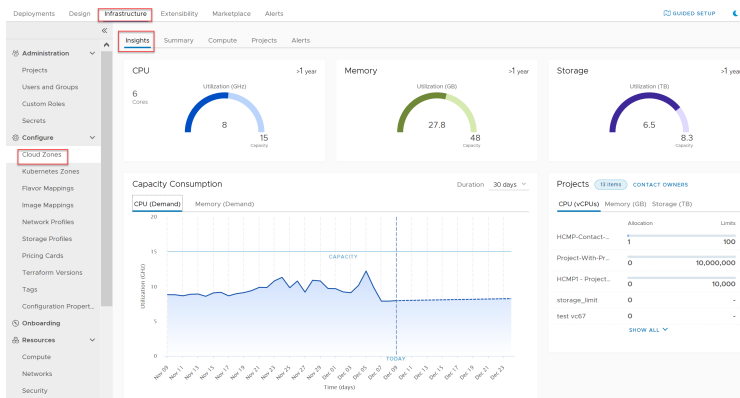 Deployments Design Infrastructure Extensibility Marketplace Alerts GUIDED SETUP
«
Administration
Projects
Users and Groups
Custom Roles
Secrets
Configure
Cloud Zones
Kubernetes Zones
Flavor Mappings
Image Mappings
Network Profiles
Storage Profiles
Pricing Cards
Terraform Versions
Tags
Configuration Propert...
Onboarding
Resources
Compute
Networks
Security
Insights Summary Compute Projects Alerts
CPU >1 year
6
Cores
Utilization (GHz)
8
15
Capacity
Memory >1 year
Utilization (GB)
27.8
48
Capacity
Storage >1 year
Utilization (TB)
6.5
8.3
Capacity
Capacity Consumption Duration 30 days
CPU (Demand) Memory (Demand)
Utilization (GHz)
20
15
10
5
0
CAPACITY
TODAY
Nov 09 Nov 11 Nov 13 Nov 15 Nov 17 Nov 19 Nov 21 Nov 23 Nov 25 Nov 27 Nov 29 Dec 01 Dec 03 Dec 05 Dec 07 Dec 09 Dec 11 Dec 13 Dec 15 Dec 17 Dec 19 Dec 21 Dec 23
Time (days)
Projects 13 items CONTACT OWNERS
CPU (vCPUs) Memory (GB) Storage (TB)
Allocation Limits
HCMP-Contact-... 1 100
Project-With-Pr... 0 10,000,000
HCMP1 - Project... 0 10,000
storage_limit 0 -
test vc67 0 -
SHOW ALL